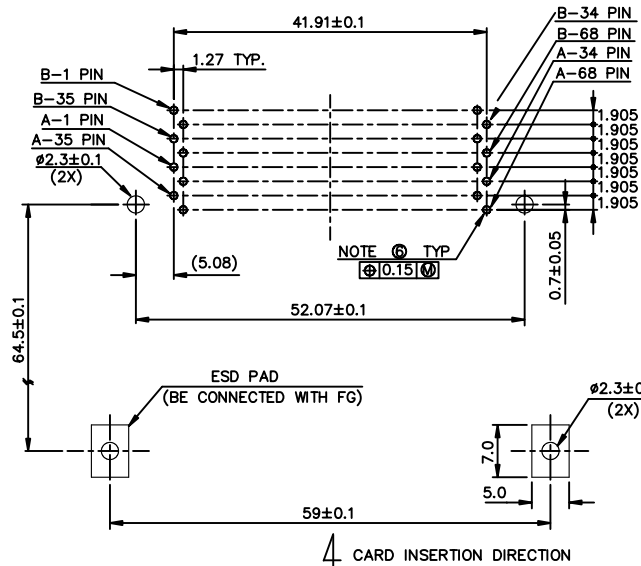 41.91±0.1
B-34 PIN
B-68 PIN
A-34 PIN
A-68 PIN
1.27 TYP.
B-1 PIN
B-35 PIN
A-1 PIN
A-35 PIN
ø2.3±0.1
(2X)
1.905
1.905
1.905
1.905
1.905
1.905
1.905
NOTE ⑥ TYP
0.15 Ⓜ
(5.08)
0.7±0.05
52.07±0.1
64.5±0.1
ESD PAD
(BE CONNECTED WITH FG)
ø2.3±0
(2X)
7.0
5.0
59±0.1
CARD INSERTION DIRECTION